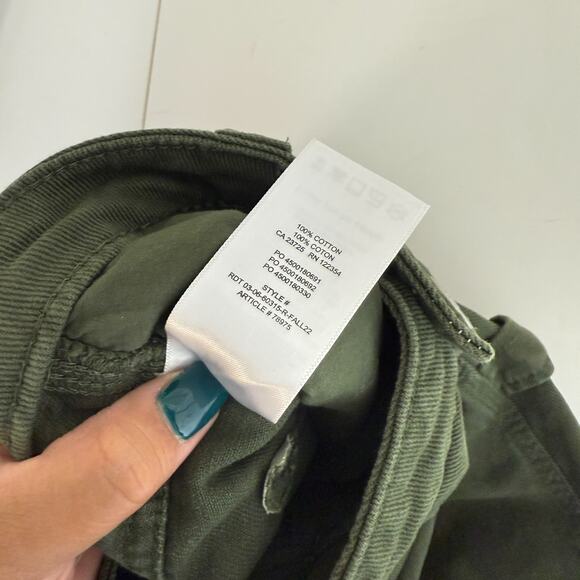 100% COTTON
100% COTON
CA 23725 RN 122354
PO 4500180691
PO 4500180692
PO 4500180330
STYLE #
RDT 03-06-60315-R-FALL22
ARTICLE # 78975